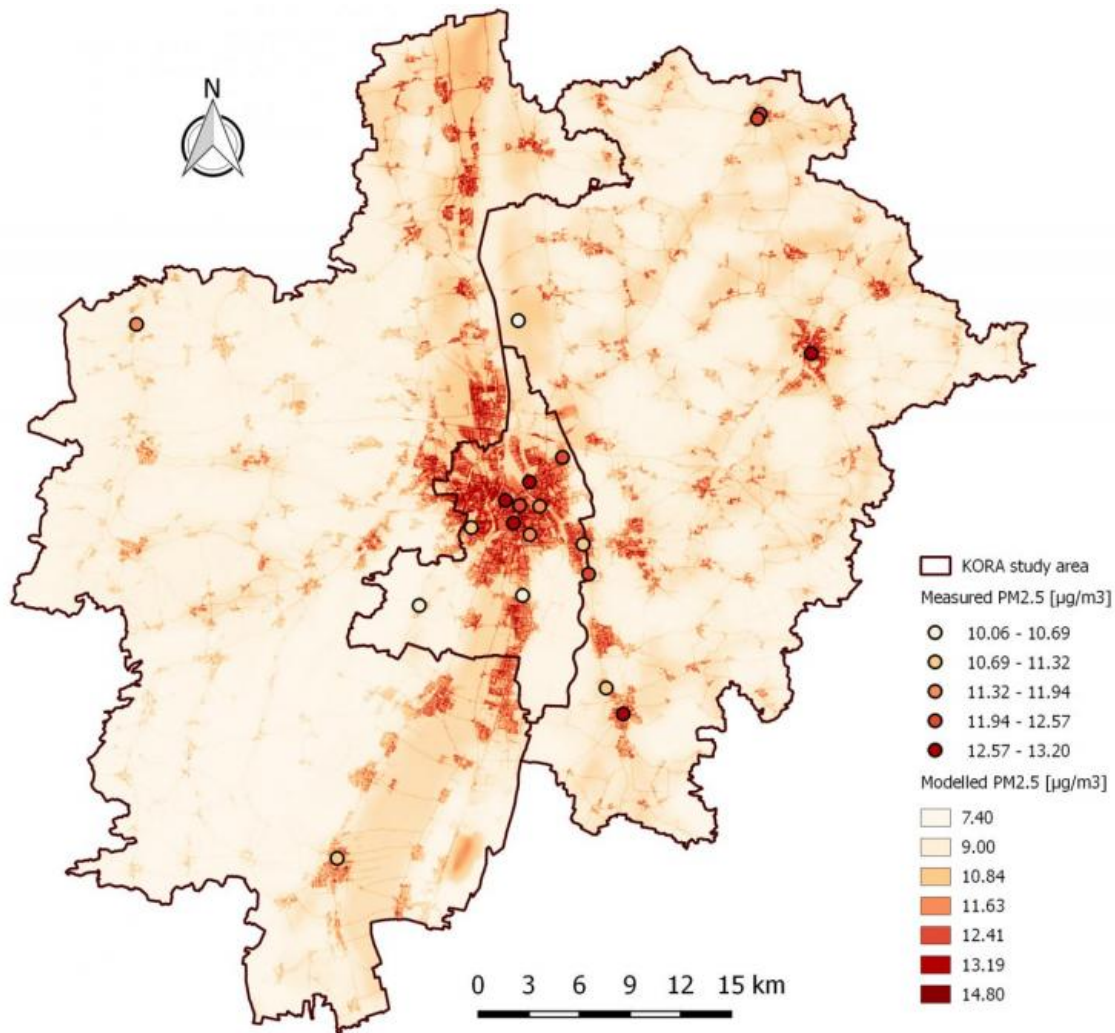 N
KORA study area
Measured PM2.5 [µg/m3]
10.06 - 10.69
10.69 - 11.32
11.32 - 11.94
11.94 - 12.57
12.57 - 13.20
Modelled PM2.5 [µg/m3]
7.40
9.00
10.84
11.63
12.41
13.19
14.80
0 3 6 9 12 15 km